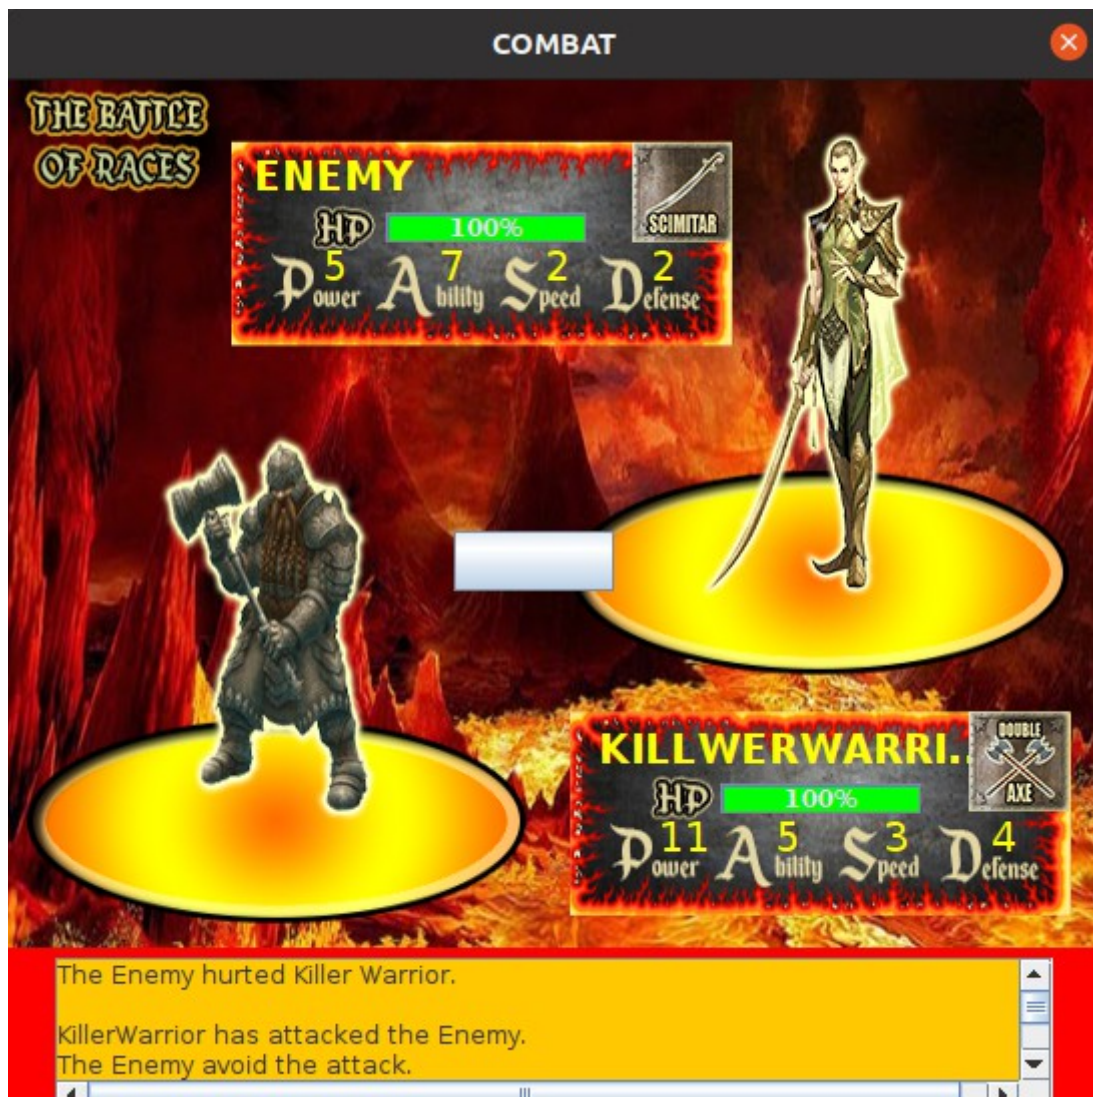 COMBAT
THE BATTLE
OF RACES
ENEMY
SCIMITAR
HP 100%
5 7 2 2
Power Ability Speed Defense
KILLWERWARRI..
DOUBLE
AXE
HP 100%
11 5 3 4
Power Ability Speed Defense
The Enemy hurted Killer Warrior.
KillerWarrior has attacked the Enemy.
The Enemy avoid the attack.